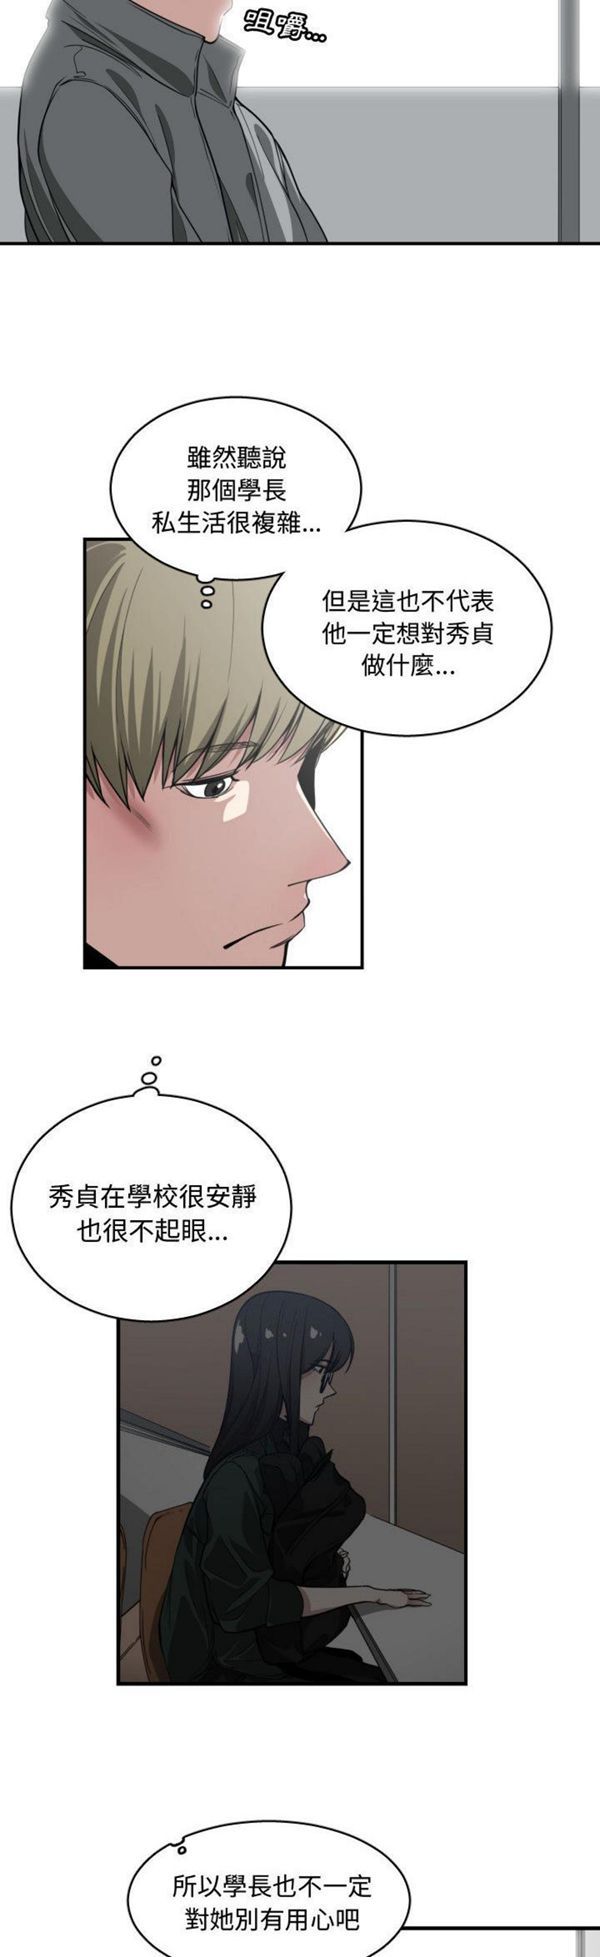 咀嚼...
雖然聽說
那個學長
私生活很複雜...
但是這也不代表
他一定想對秀貞
做什麼...
秀貞在學校很安靜
也很不起眼...
所以學長也不一定
對她別有用心吧